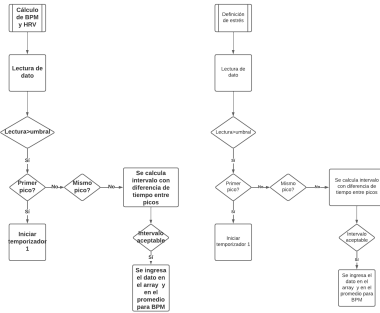 Cálculo
de BPM
y HRV
Lectura de
dato
Lectura>umbral
Sí
Primer
pico?
No
Mismo
pico?
No
Se calcula
intervalo con
diferencia de
tiempo entre
picos
Sí
Iniciar
temporizador
1
Intervalo
aceptable
Sí
Se ingresa el
dato en el
array y en el
promedio
para BPM
Definición
de estrés
Lectura de
dato
Lectura>umbral
Sí
Primer
pico?
No
Mismo
pico?
No
Se calcula intervalo
con diferencia de
tiempo entre picos
Sí
Iniciar
temporizador 1
Intervalo
aceptable
Sí
Se ingresa el
dato en el
array y en el
promedio para
BPM